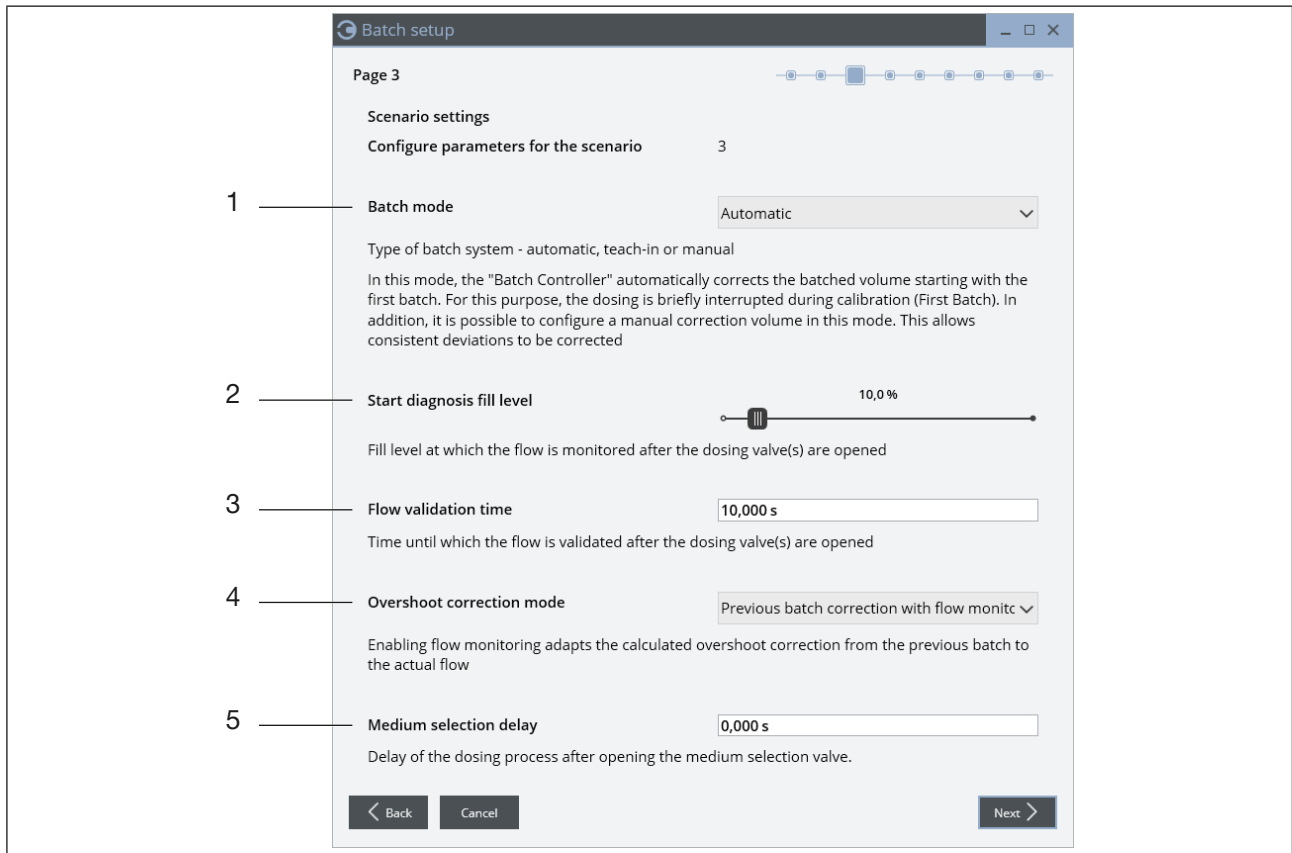 Batch setup
Page 3
Scenario settings
Configure parameters for the scenario 3
1 Batch mode Automatic
Type of batch system - automatic, teach-in or manual
In this mode, the "Batch Controller" automatically corrects the batched volume starting with the
first batch. For this purpose, the dosing is briefly interrupted during calibration (First Batch). In
addition, it is possible to configure a manual correction volume in this mode. This allows
consistent deviations to be corrected
10,0 %
2 Start diagnosis fill level
Fill level at which the flow is monitored after the dosing valve(s) are opened
3 Flow validation time 10,000 s
Time until which the flow is validated after the dosing valve(s) are opened
4 Overshoot correction mode Previous batch correction with flow monitc
Enabling flow monitoring adapts the calculated overshoot correction from the previous batch to
the actual flow
5 Medium selection delay 0,000 s
Delay of the dosing process after opening the medium selection valve.
Back Cancel Next